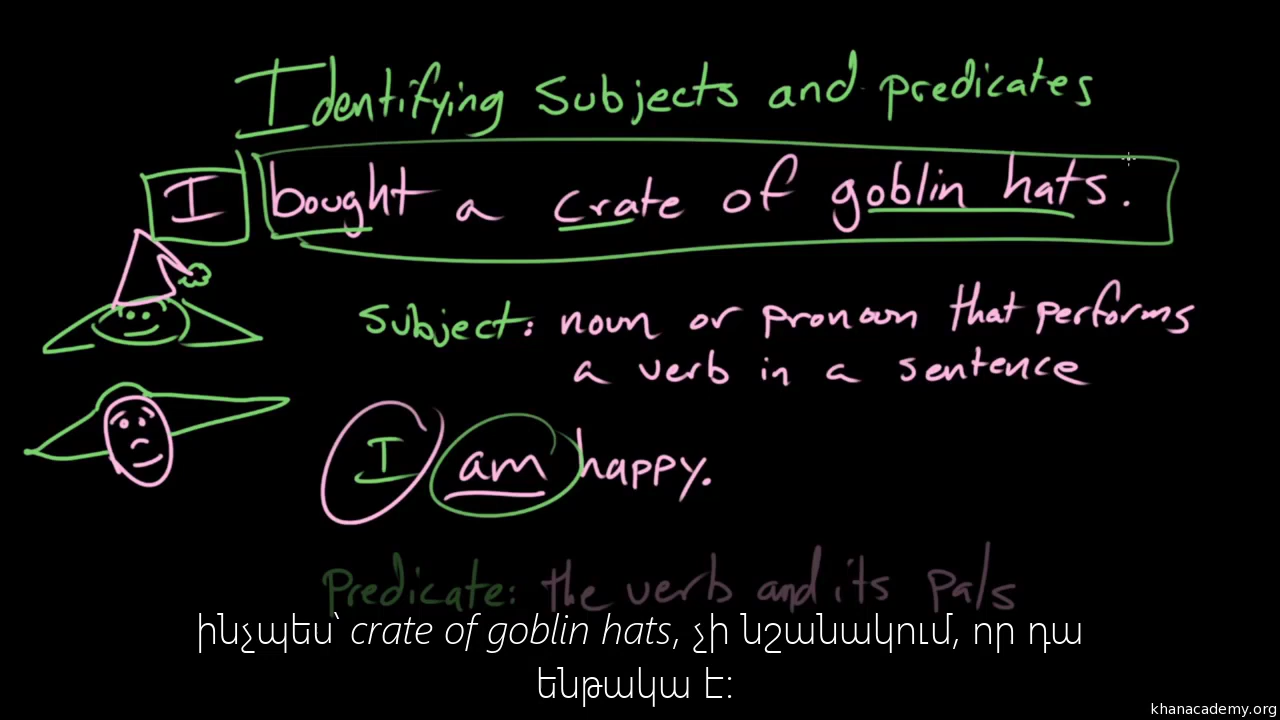 Identifying subjects and predicates
I bought a crate of goblin hats.
subject: noun or pronoun that performs
a verb in a sentence
I am happy.
Predicate: the verb and its pals
ինչպես՝ crate of goblin hats, չի նշանակում, որ դա
ենթակա է:
khanacademy.org